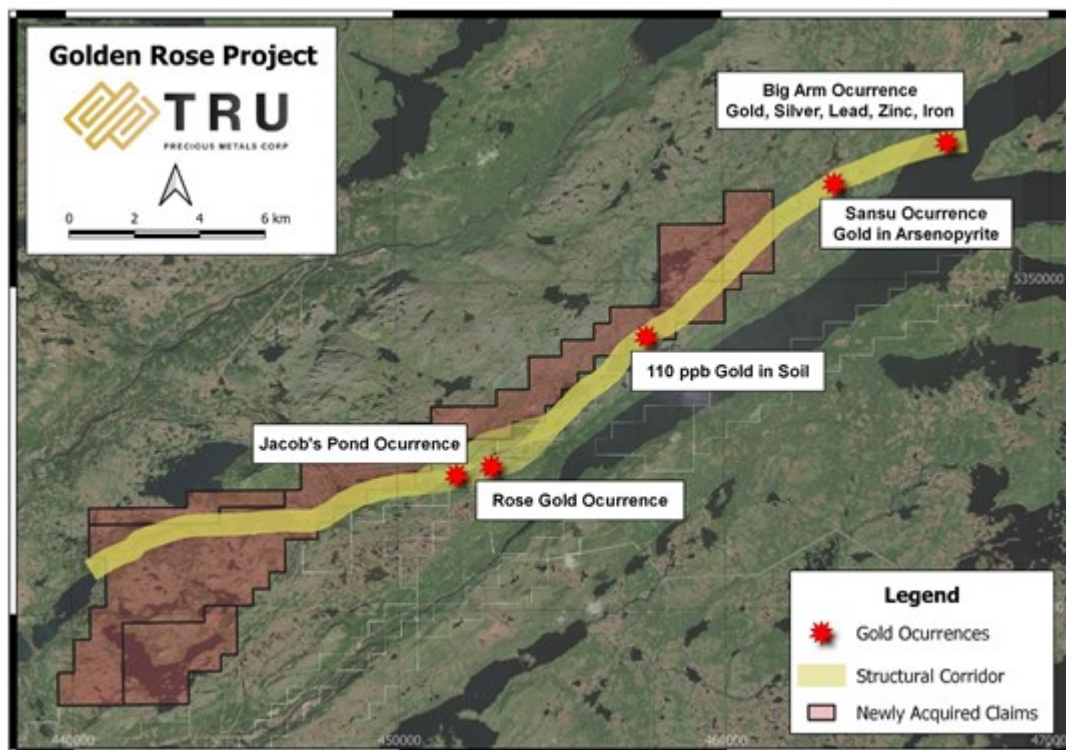 Golden Rose Project
TRU
PRECIOUS METALS CORP
0 2 4 6 km
Big Arm Ocurrence
Gold, Silver, Lead, Zinc, Iron
Sansu Ocurrence
Gold in Arsenopyrite
5350000
110 ppb Gold in Soil
Jacob's Pond Ocurrence
Rose Gold Ocurrence
Legend
Gold Ocurrences
Structural Corridor
Newly Acquired Claims
440000
450000
460000